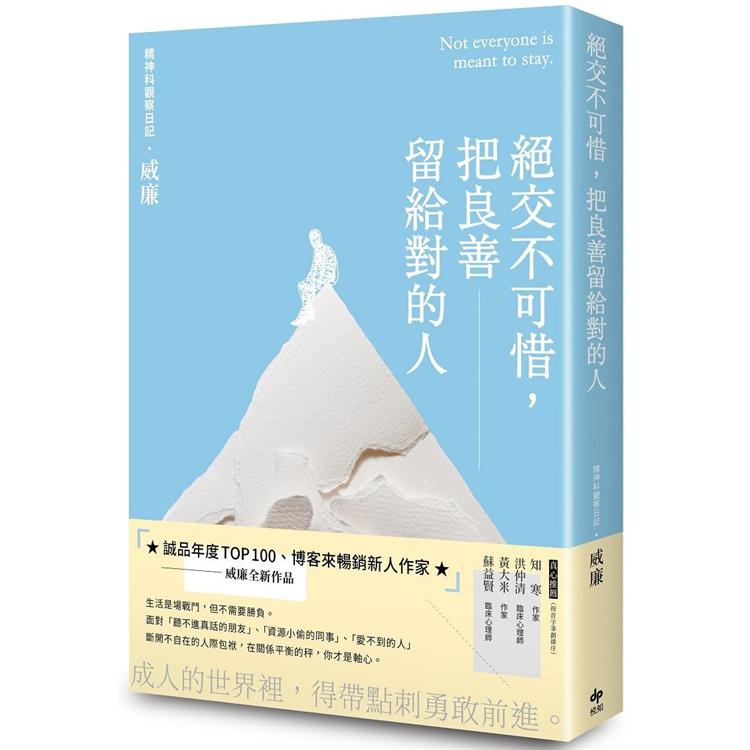 Not everyone is
meant to stay.
精神科觀察日記．威廉
絕交不可惜，
把良善
留給對的人
★ 誠品年度TOP100、博客來暢銷新人作家 ★
威廉全新作品
生活是場戰鬥，但不需要勝負。
面對「聽不進真話的朋友」、「資源小偷的同事」、「愛不到的人」
斷開不自在的人際包袱，在關係平衡的秤，你才是軸心。
真心推薦（按首字筆劃排序）
知寒 作家
洪仲清 臨床心理師
黃大米 作家
蘇益賢 臨床心理師
成人的世界裡，得帶點刺勇敢前進。
絕交不可惜，把良善留給對的人
精神科觀察日記．威廉
dp
悅知